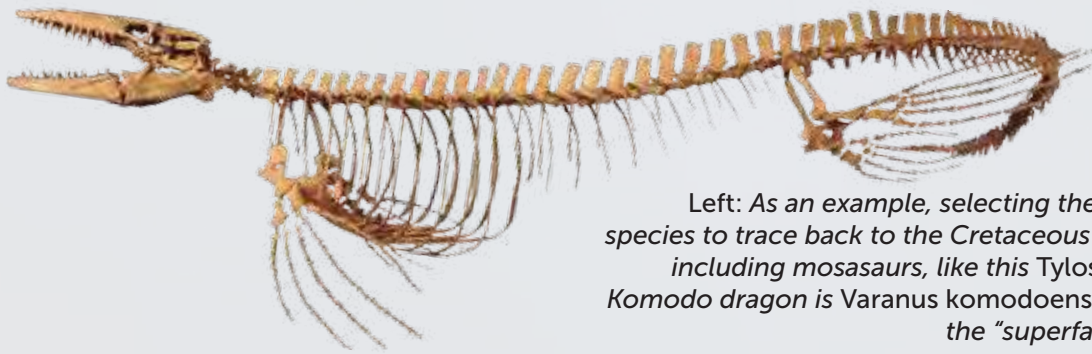 Left: As an example, selecting the
species to trace back to the Cretaceous
including mosasaurs, like this Tylos
Komodo dragon is Varanus komodoens
the “superfa